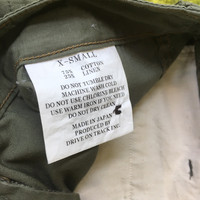 X-SMALL
75% COTTON
25% LINEN
DO NOT TUMBLE DRY
MACHINE WASH COLD
DO NOT USE CHLORINE BLEACH
USE WARM IRON IF YOU NEED
DO NOT DRY CLEAN
MADE IN JAPAN
PRODUCED BY
DRIVE ON TRACK INC.